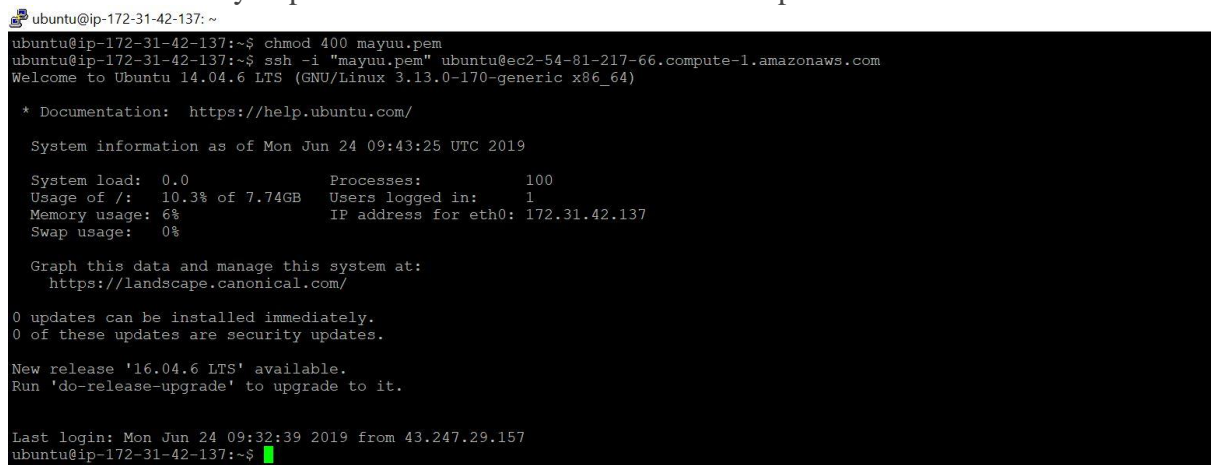 ubuntu@ip-172-31-42-137: ~
ubuntu@ip-172-31-42-137:~$ chmod 400 mayuu.pem
ubuntu@ip-172-31-42-137:~$ ssh -i "mayuu.pem" ubuntu@ec2-54-81-217-66.compute-1.amazonaws.com
Welcome to Ubuntu 14.04.6 LTS (GNU/Linux 3.13.0-170-generic x86_64)
* Documentation: https://help.ubuntu.com/
System information as of Mon Jun 24 09:43:25 UTC 2019
System load: 0.0 Processes: 100
Usage of /: 10.3% of 7.74GB Users logged in: 1
Memory usage: 6% IP address for eth0: 172.31.42.137
Swap usage: 0%
Graph this data and manage this system at:
https://landscape.canonical.com/
0 updates can be installed immediately.
0 of these updates are security updates.
New release '16.04.6 LTS' available.
Run 'do-release-upgrade' to upgrade to it.
Last login: Mon Jun 24 09:32:39 2019 from 43.247.29.157
ubuntu@ip-172-31-42-137:~$